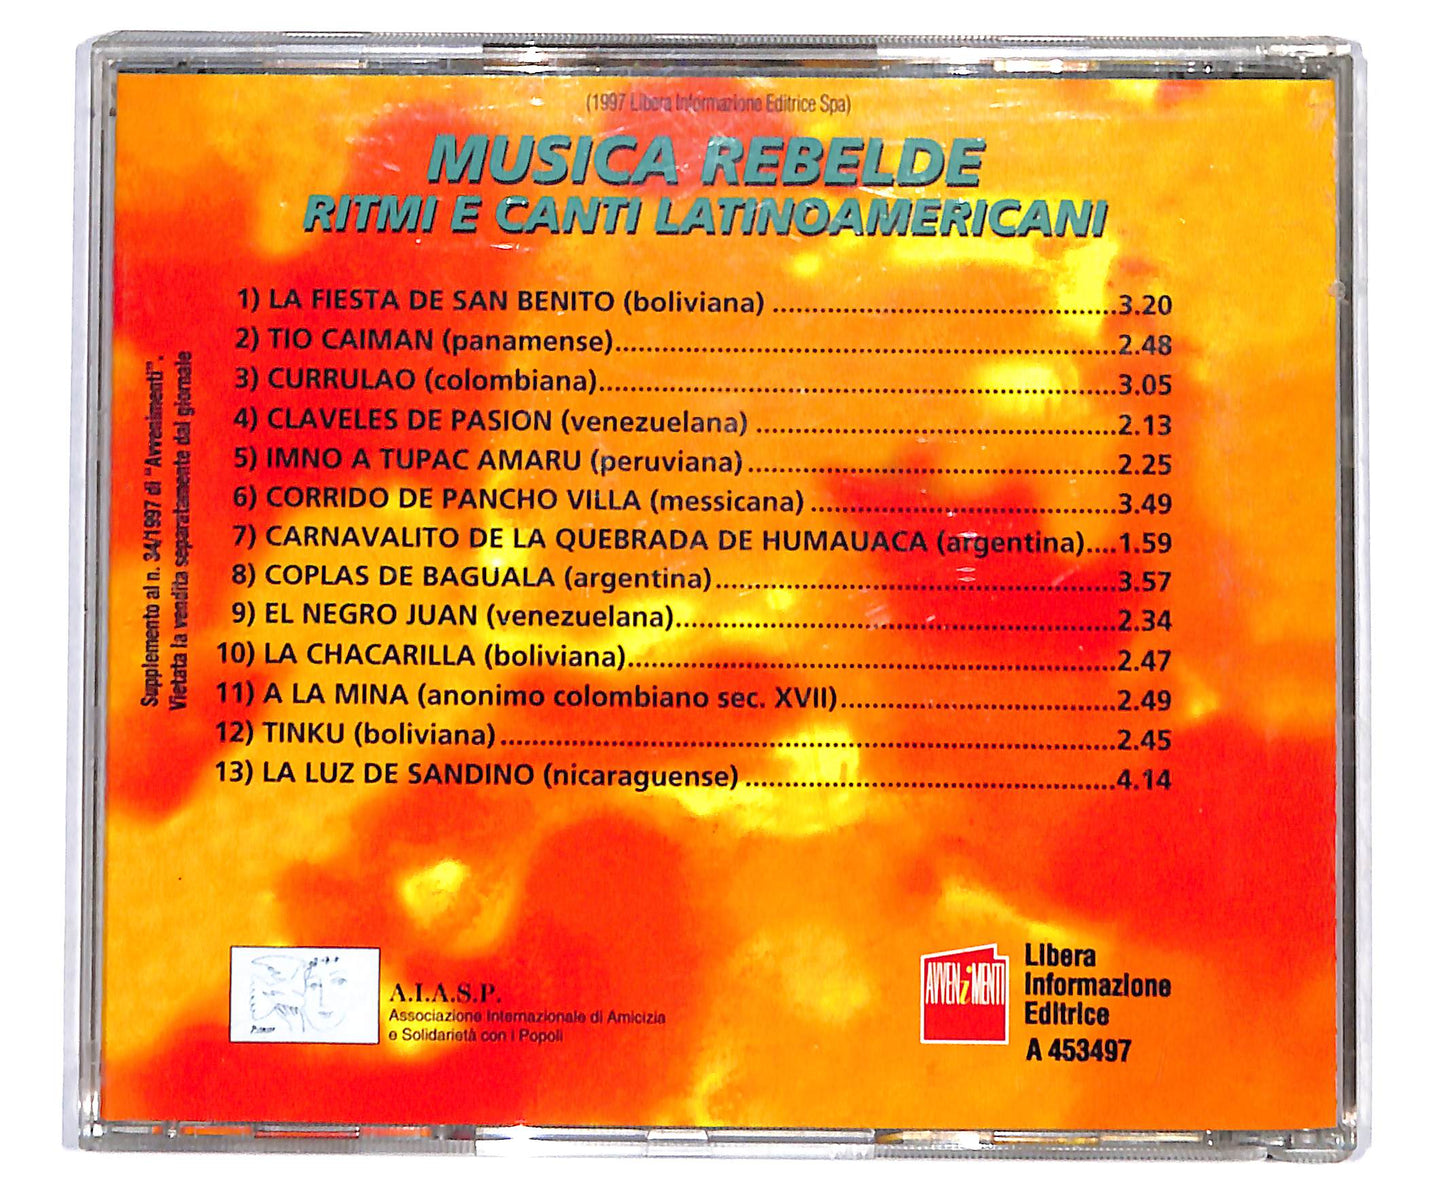 (1997 Libera Informazione Editrice Spa)
MUSICA REBELDE
RITMI E CANTI LATINOAMERICANI
1) LA FIESTA DE SAN BENITO (boliviana) ..........................................3.20
2) TIO CAIMAN (panamense)..............................................................2.48
3) CURRULAO (colombiana)................................................................3.05
4) CLAVELES DE PASION (venezuelana) ............................................2.13
5) IMNO A TUPAC AMARU (peruviana).............................................2.25
6) CORRIDO DE PANCHO VILLA (messicana) .....................................3.49
7) CARNAVALITO DE LA QUEBRADA DE HUMAUACA (argentina)....1.59
8) COPLAS DE BAGUALA (argentina)..................................................3.57
9) EL NEGRO JUAN (venezuelana)......................................................2.34
10) LA CHACARILLA (boliviana)............................................................2.47
11) A LA MINA (anonimo colombiano sec. XVII)..................................2.49
12) TINKU (boliviana)............................................................................2.45
13) LA LUZ DE SANDINO (nicaraguense) .............................................4.14
Supplemento al n. 34/1997 di "Avvenimenti".
Vietata la vendita separatamente dal giornale
A.I.A.S.P.
Associazione Internazionale di Amicizia
e Solidarietà con i Popoli
AVVENiMENTI
Libera
Informazione
Editrice
A 453497